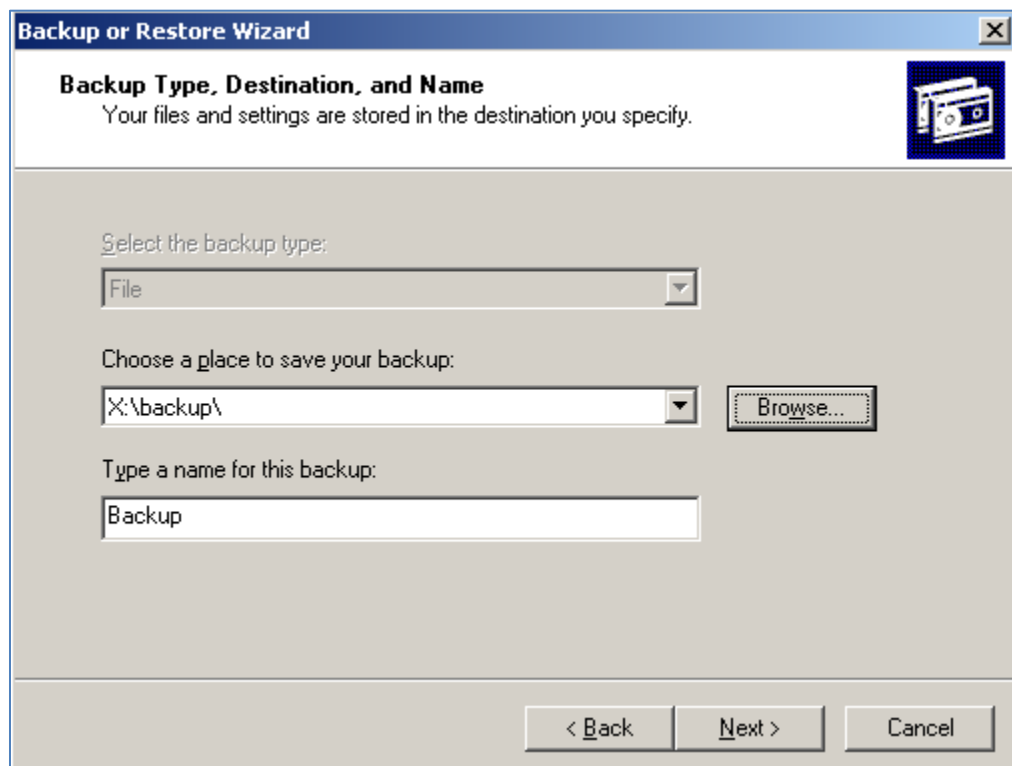 Backup or Restore Wizard
Backup Type, Destination, and Name
Your files and settings are stored in the destination you specify.
Select the backup type:
File
Choose a place to save your backup:
X:\backup\
Browse...
Type a name for this backup:
Backup
< Back
Next >
Cancel